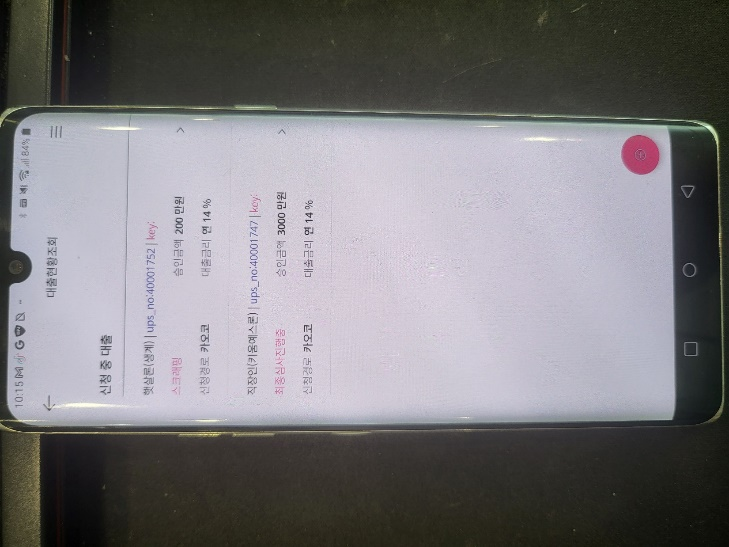 10:15 84%
대출현황조회
신청 중 대출
햇살론(생계) | ups_no:40001752 | key:
스크래핑 승인금액 200 만원
신청경로 카오코 대출금리 연 14 %
직장인(키움예스론) | ups_no:40001747 | key:
최종심사진행중 승인금액 3000 만원
신청경로 카오코 대출금리 연 14 %